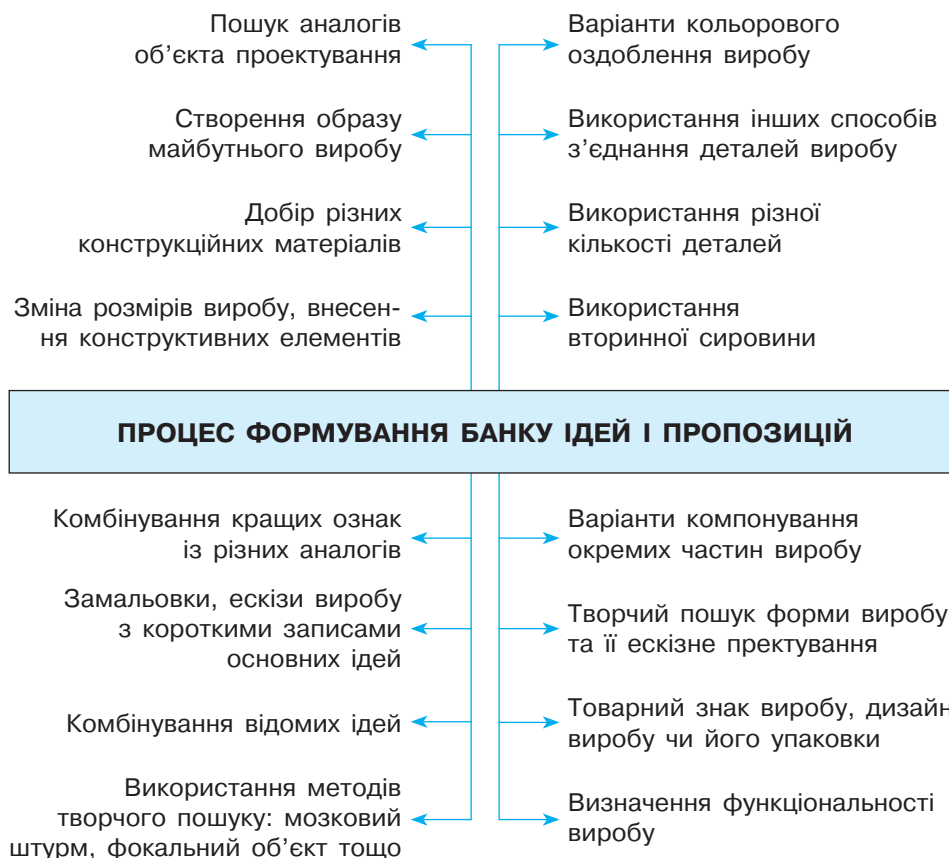 Пошук аналогів
об’єкта проектування
Створення образу
майбутнього виробу
Добір різних
конструкційних матеріалів
Зміна розмірів виробу, внесен-
ня конструктивних елементів
Варіанти кольорового
оздоблення виробу
Використання інших способів
з’єднання деталей виробу
Використання різної
кількості деталей
Використання
вторинної сировини
ПРОЦЕС ФОРМУВАННЯ БАНКУ ІДЕЙ І ПРОПОЗИЦІЙ
Комбінування кращих ознак
із різних аналогів
Замальовки, ескізи виробу
з короткими записами
основних ідей
Комбінування відомих ідей
Використання методів
творчого пошуку: мозковий
штурм, фокальний об’єкт тощо
Варіанти компонування
окремих частин виробу
Творчий пошук форми виробу
та її ескізне пректування
Товарний знак виробу, дизайн
виробу чи його упаковки
Визначення функціональності
виробу